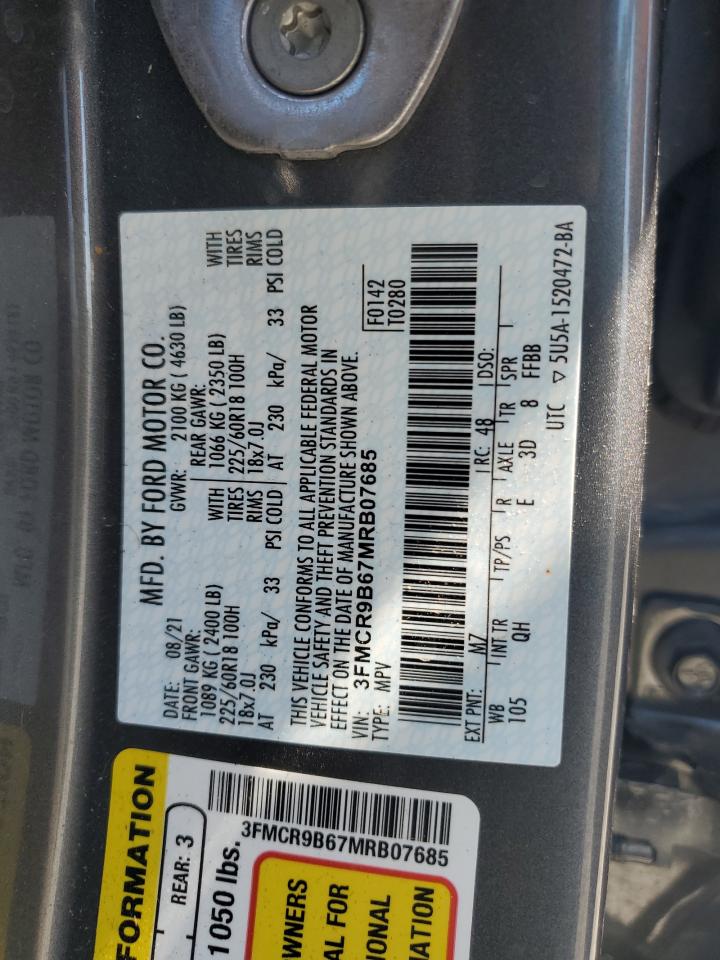 MFD. BY FORD MOTOR CO.
DATE: 08/21 GVWR: 2100 KG ( 4630 LB)
FRONT GAWR: REAR GAWR:
1089 KG ( 2400 LB) WITH 1066 KG ( 2350 LB) WITH
225/60R18 100H TIRES 225/60R18 100H TIRES
18x7.0J RIMS 18x7.0J RIMS
AT 230 kPa/ 33 PSI COLD AT 230 kPa/ 33 PSI COLD
THIS VEHICLE CONFORMS TO ALL APPLICABLE FEDERAL MOTOR
VEHICLE SAFETY AND THEFT PREVENTION STANDARDS IN
EFFECT ON THE DATE OF MANUFACTURE SHOWN ABOVE.
VIN: 3FMCR9B67MRB07685 F0142
TYPE: MPV T0280
EXT PNT: M7 RC: 48 DSO:
WB INT TR TP/PS R AXLE TR SPR
105 QH E 3D 8 FFBB
UTC ▽ 5U5A-1520472-BA
FORMATION
REAR: 3
1050 lbs.
3FMCR9B67MRB07685
OWNERS
AL FOR
IONAL
ATION